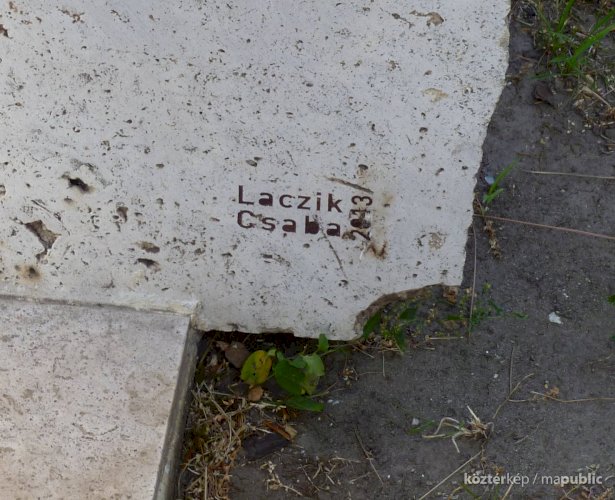 Laczik
Csaba
2013
köztérkép / mapublic